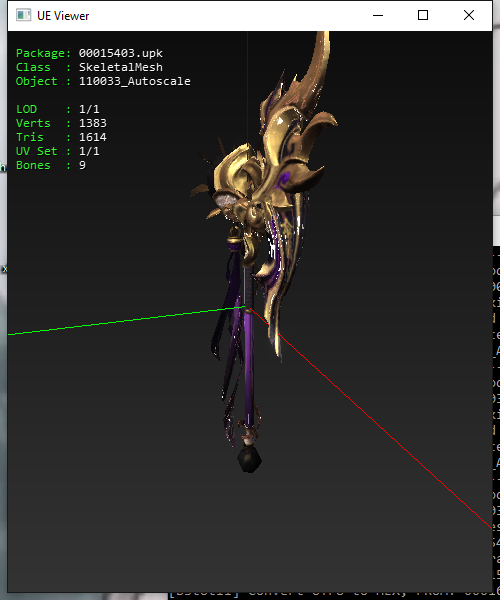 UE Viewer
Package: 00015403.upk
Class : SkeletalMesh
Object : 110033_Autoscale
LOD : 1/1
Verts : 1383
Tris : 1614
UV Set : 1/1
Bones : 9